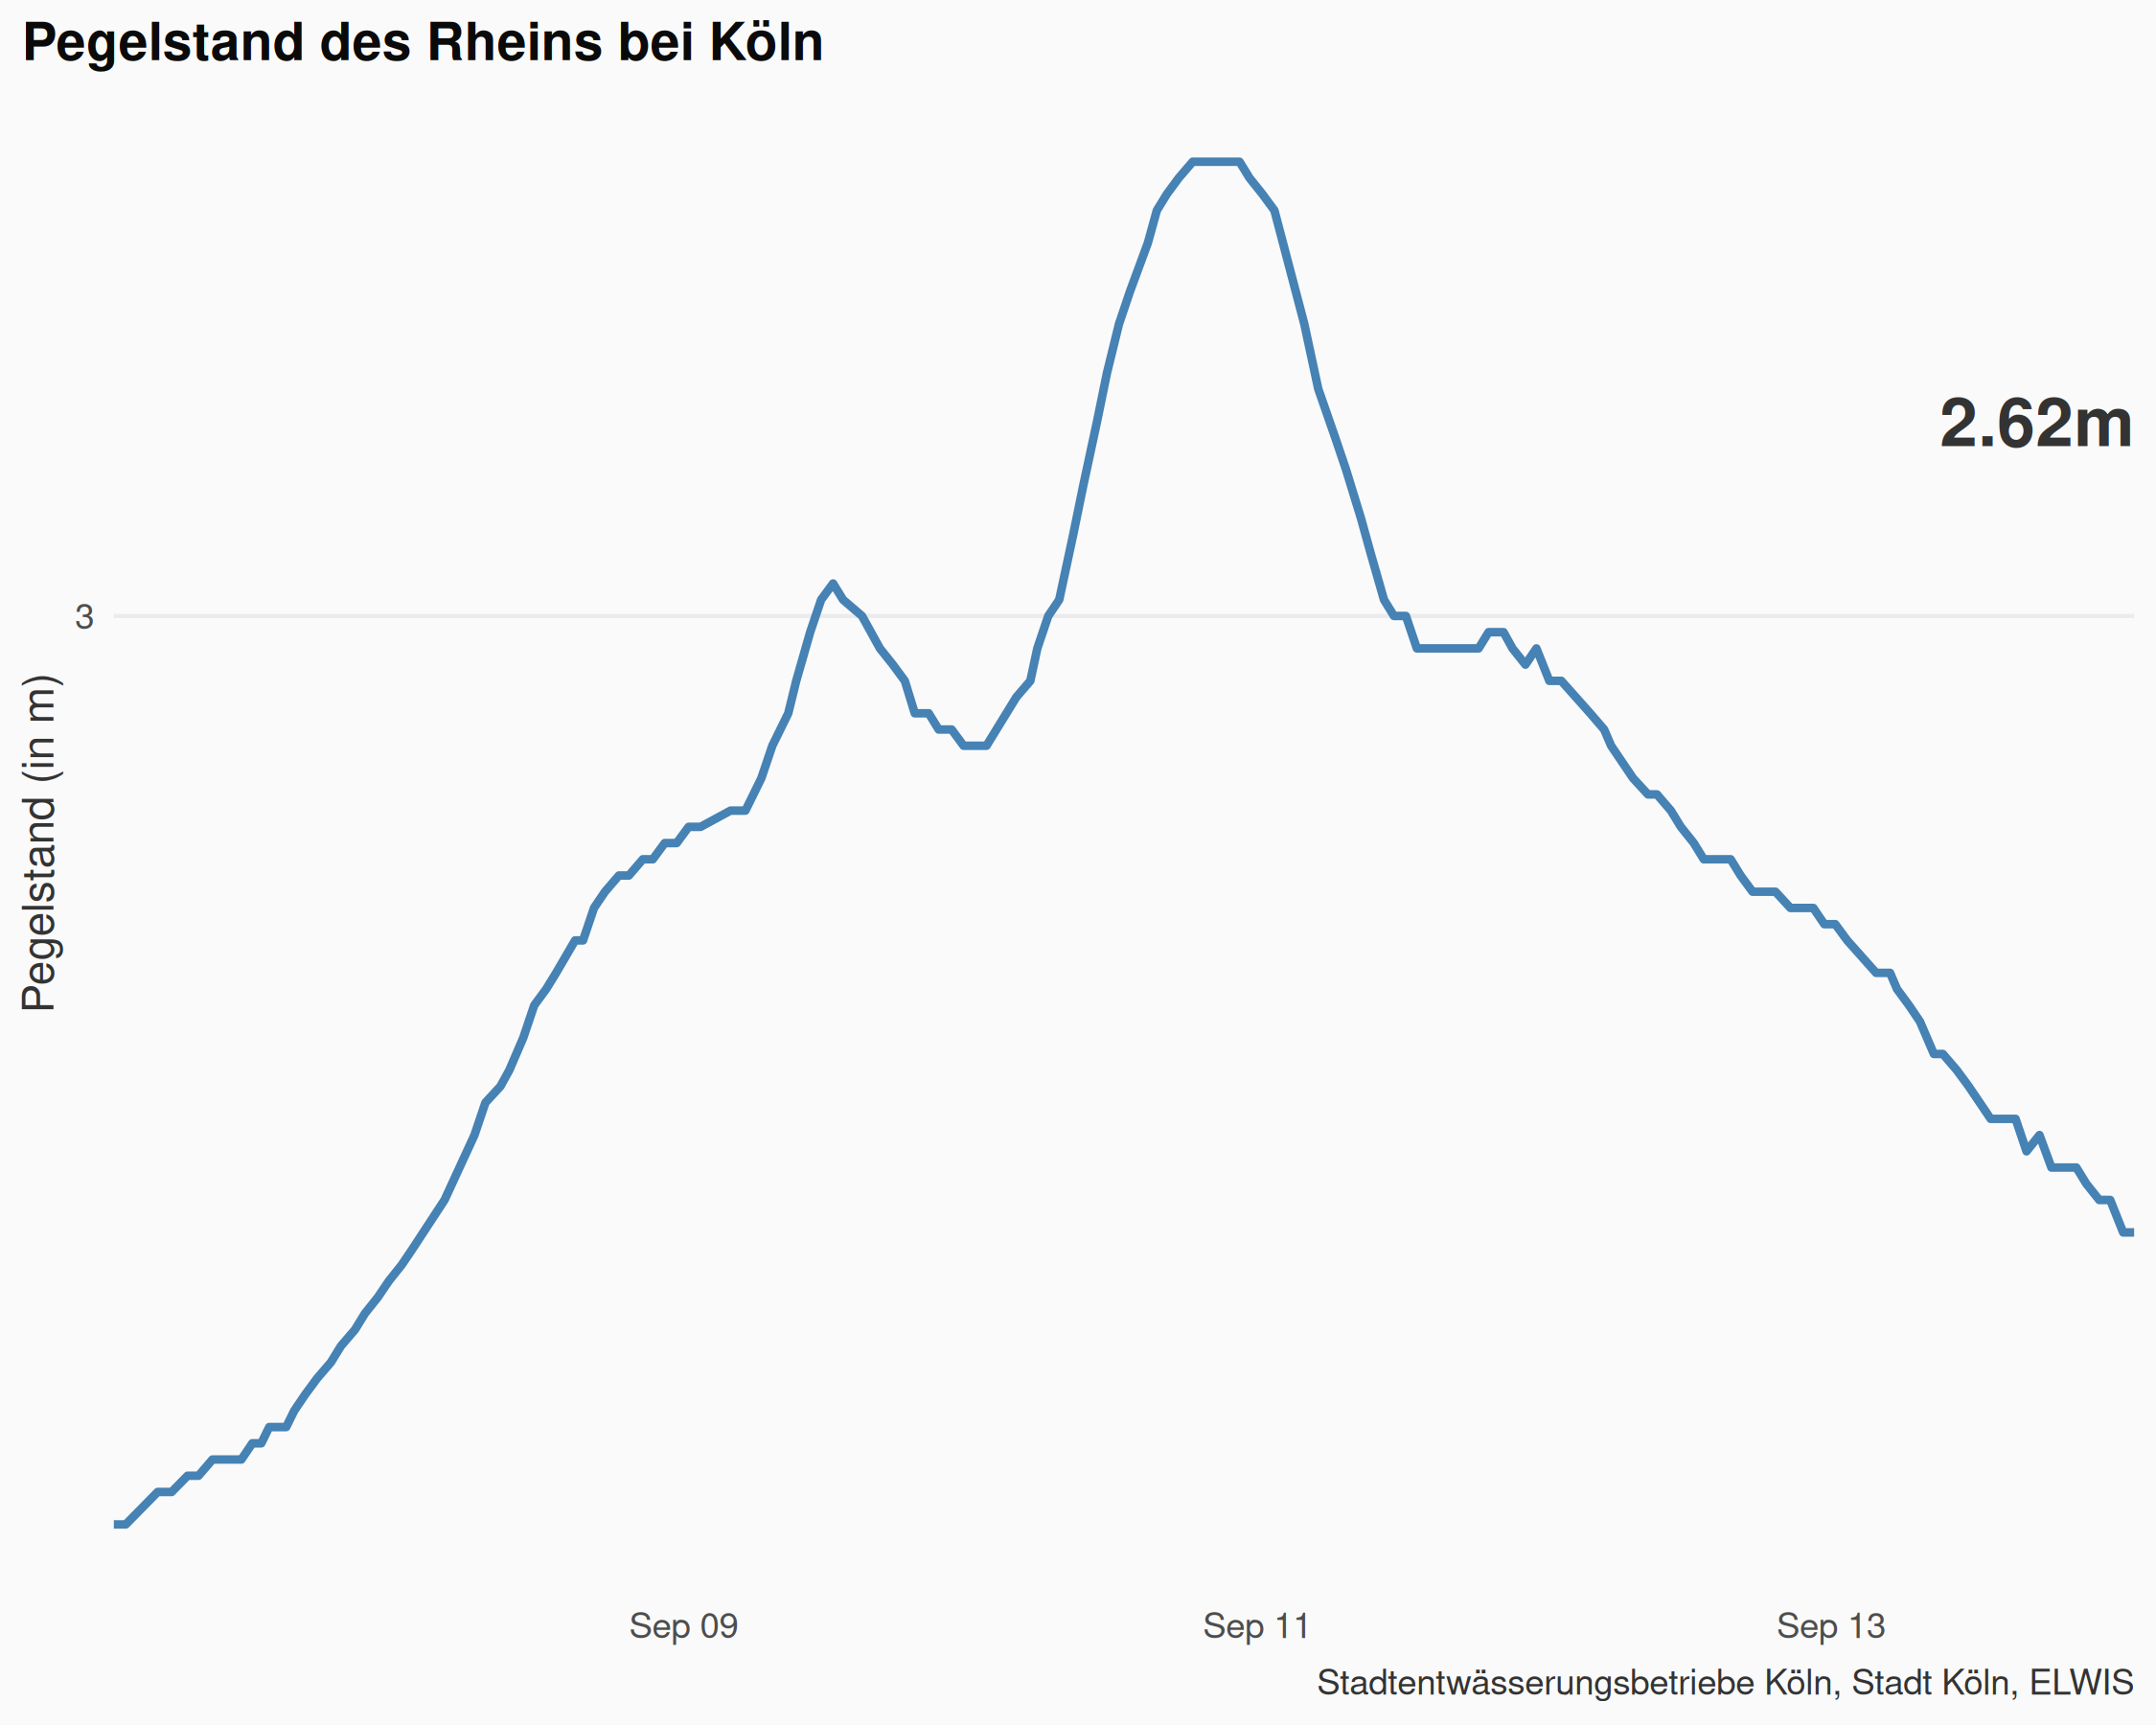 Pegelstand des Rheins bei Köln
2.62m
3
Pegelstand (in m)
Sep 09
Sep 11
Sep 13
Stadtentwässerungsbetriebe Köln, Stadt Köln, ELWIS